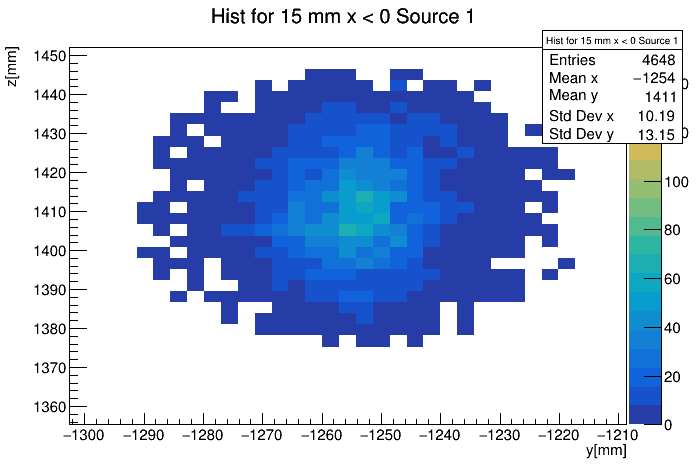 Hist for 15 mm x < 0 Source 1
z[mm]
1450
1440
1430
1420
1410
1400
1390
1380
1370
1360
−1300 −1290 −1280 −1270 −1260 −1250 −1240 −1230 −1220 −1210
y[mm]
Hist for 15 mm x < 0 Source 1
Entries 4648
Mean x −1254
Mean y 1411
Std Dev x 10.19
Std Dev y 13.15
100
80
60
40
20
0